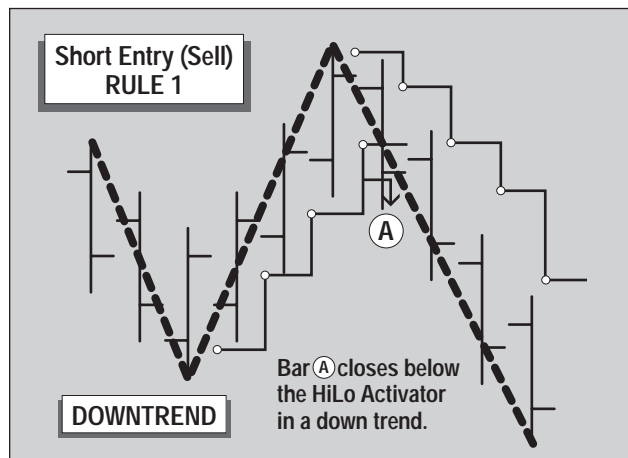 Short Entry (Sell)
RULE 1
A
Bar A closes below
the HiLo Activator
in a down trend.
DOWNTREND